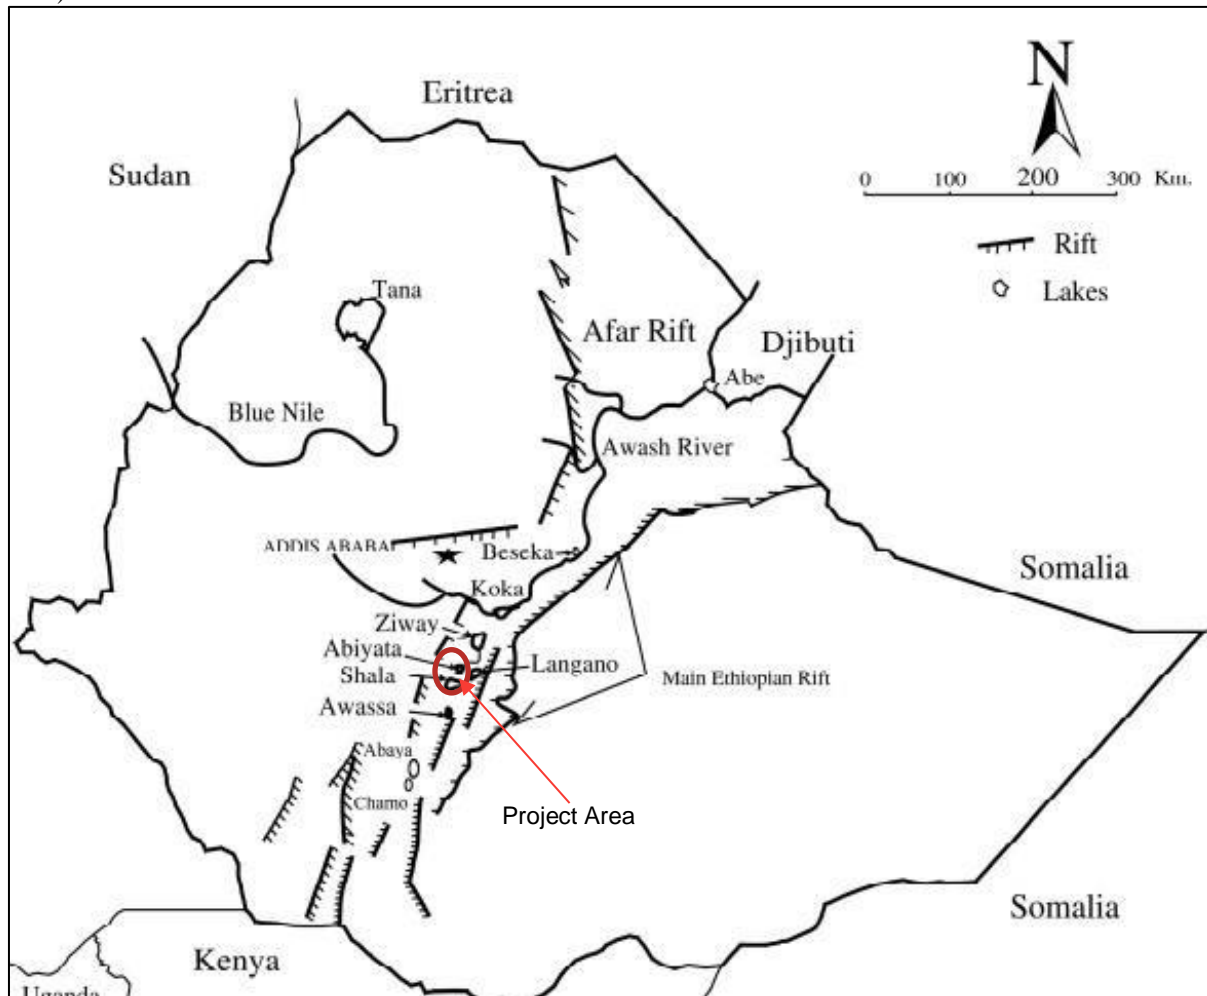 N
Eritrea
Sudan
0 100 200 300 Km.
Rift
Lakes
Tana
Afar Rift
Djibuti
Abe
Blue Nile
Awash River
ADDIS ABABA
Beseka
Somalia
Koka
Ziway
Abiyata
Langano
Shala
Main Ethiopian Rift
Awassa
Abaya
Chamo
Project Area
Somalia
Kenya
Uganda